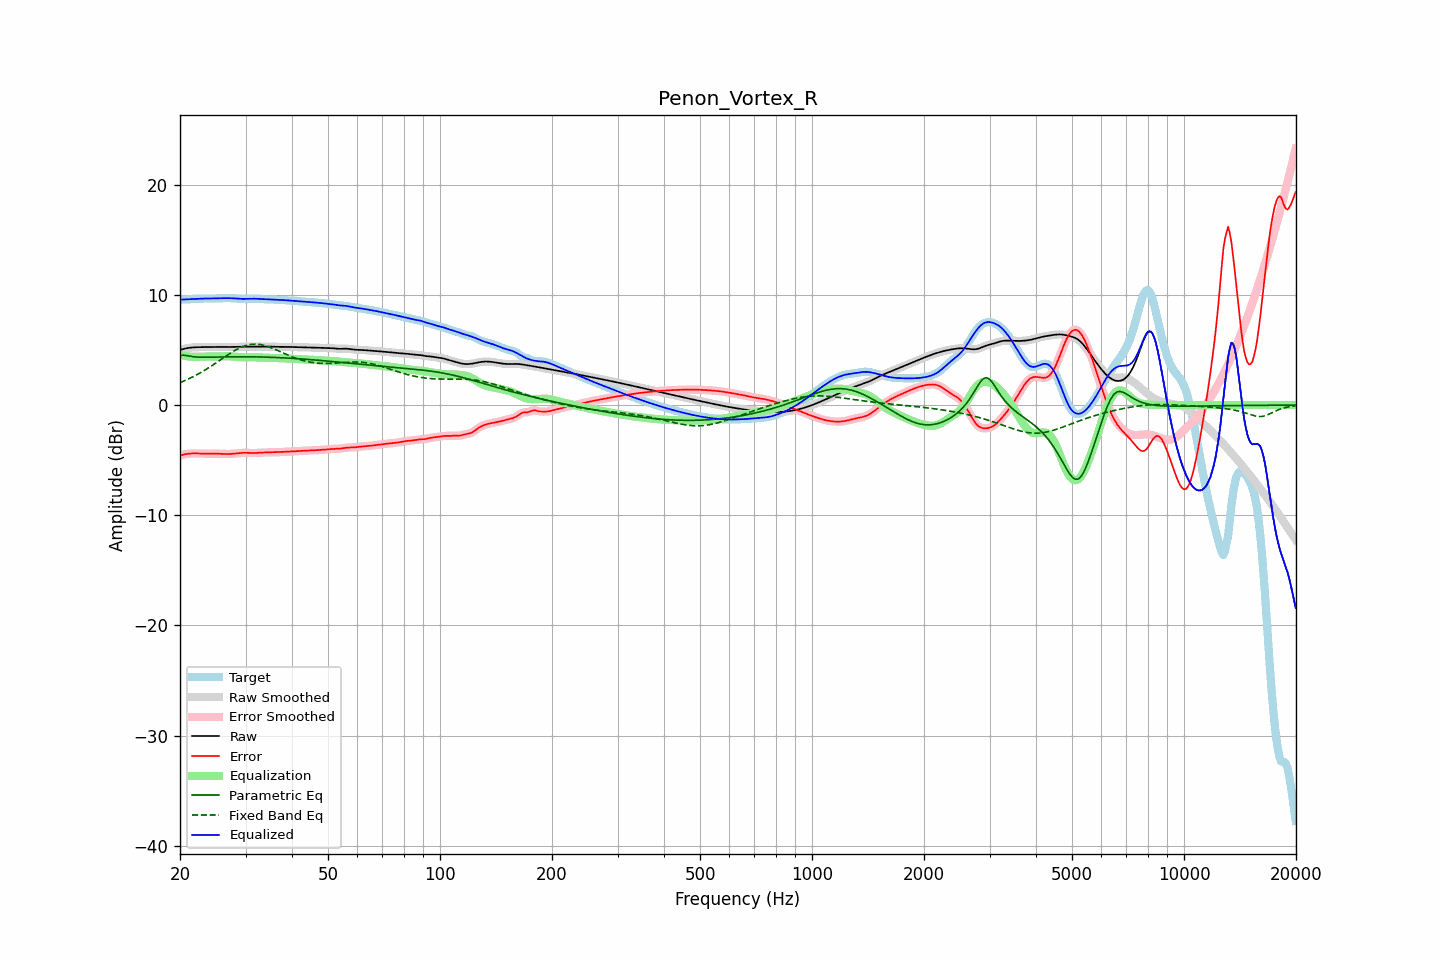 Penon_Vortex_R
Amplitude (dBr)
20
10
0
−10
−20
−30
−40
Target
Raw Smoothed
Error Smoothed
Raw
Error
Equalization
Parametric Eq
Fixed Band Eq
Equalized
20 50 100 200 500 1000 2000 5000 10000 20000
Frequency (Hz)